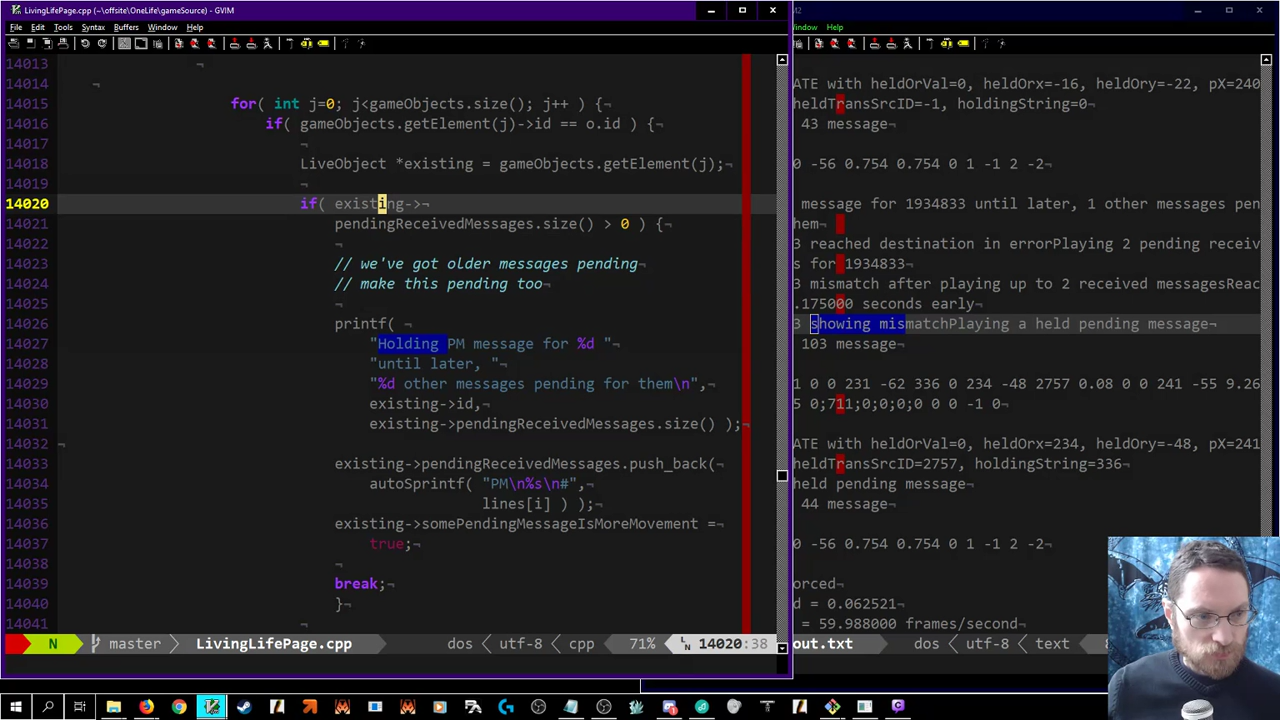 LivingLifePage.cpp (~\offsite\OneLife\gameSource) - GVIM
File Edit Tools Syntax Buffers Window Help
14013 ¬
14014 ¬
14015 for( int j=0; j<gameObjects.size(); j++ ) {¬
14016 if( gameObjects.getElement(j)->id == o.id ) {¬
14017 ¬
14018 LiveObject *existing = gameObjects.getElement(j);¬
14019 ¬
14020 if( existing->¬
14021 pendingReceivedMessages.size() > 0 ) {¬
14022 ¬
14023 // we've got older messages pending¬
14024 // make this pending too¬
14025 ¬
14026 printf( ¬
14027 "Holding PM message for %d "¬
14028 "until later, "¬
14029 "%d other messages pending for them\n",¬
14030 existing->id,¬
14031 existing->pendingReceivedMessages.size() );¬
14032 ¬
14033 existing->pendingReceivedMessages.push_back(¬
14034 autoSprintf( "PM\n%s\n#",¬
14035 lines[i] ) );¬
14036 existing->somePendingMessageIsMoreMovement =¬
14037 true;¬
14038 ¬
14039 break;¬
14040 }¬
14041 ¬
N master LivingLifePage.cpp dos utf-8 cpp 71% 14020:38
Window Help
ATE with heldOrVal=0, heldOrx=-16, heldOry=-22, pX=240
heldTransSrcID=-1, holdingString=0¬
43 message¬
0 -56 0.754 0.754 0 1 -1 2 -2¬
message for 1934833 until later, 1 other messages pen
hem¬
3 reached destination in errorPlaying 2 pending receiv
s for 1934833¬
3 mismatch after playing up to 2 received messagesReac
.175000 seconds early¬
3 showing mismatchPlaying a held pending message¬
103 message¬
1 0 0 231 -62 336 0 234 -48 2757 0.08 0 0 241 -55 9.26
5 0;711;0;0;0;0 0 0 -1 0¬
ATE with heldOrVal=0, heldOrx=234, heldOry=-48, pX=241
heldTransSrcID=2757, holdingString=336¬
held pending message¬
44 message¬
0 -56 0.754 0.754 0 1 -1 2 -2¬
orced¬
d = 0.062521¬
= 59.988000 frames/second¬
out.txt dos utf-8 text